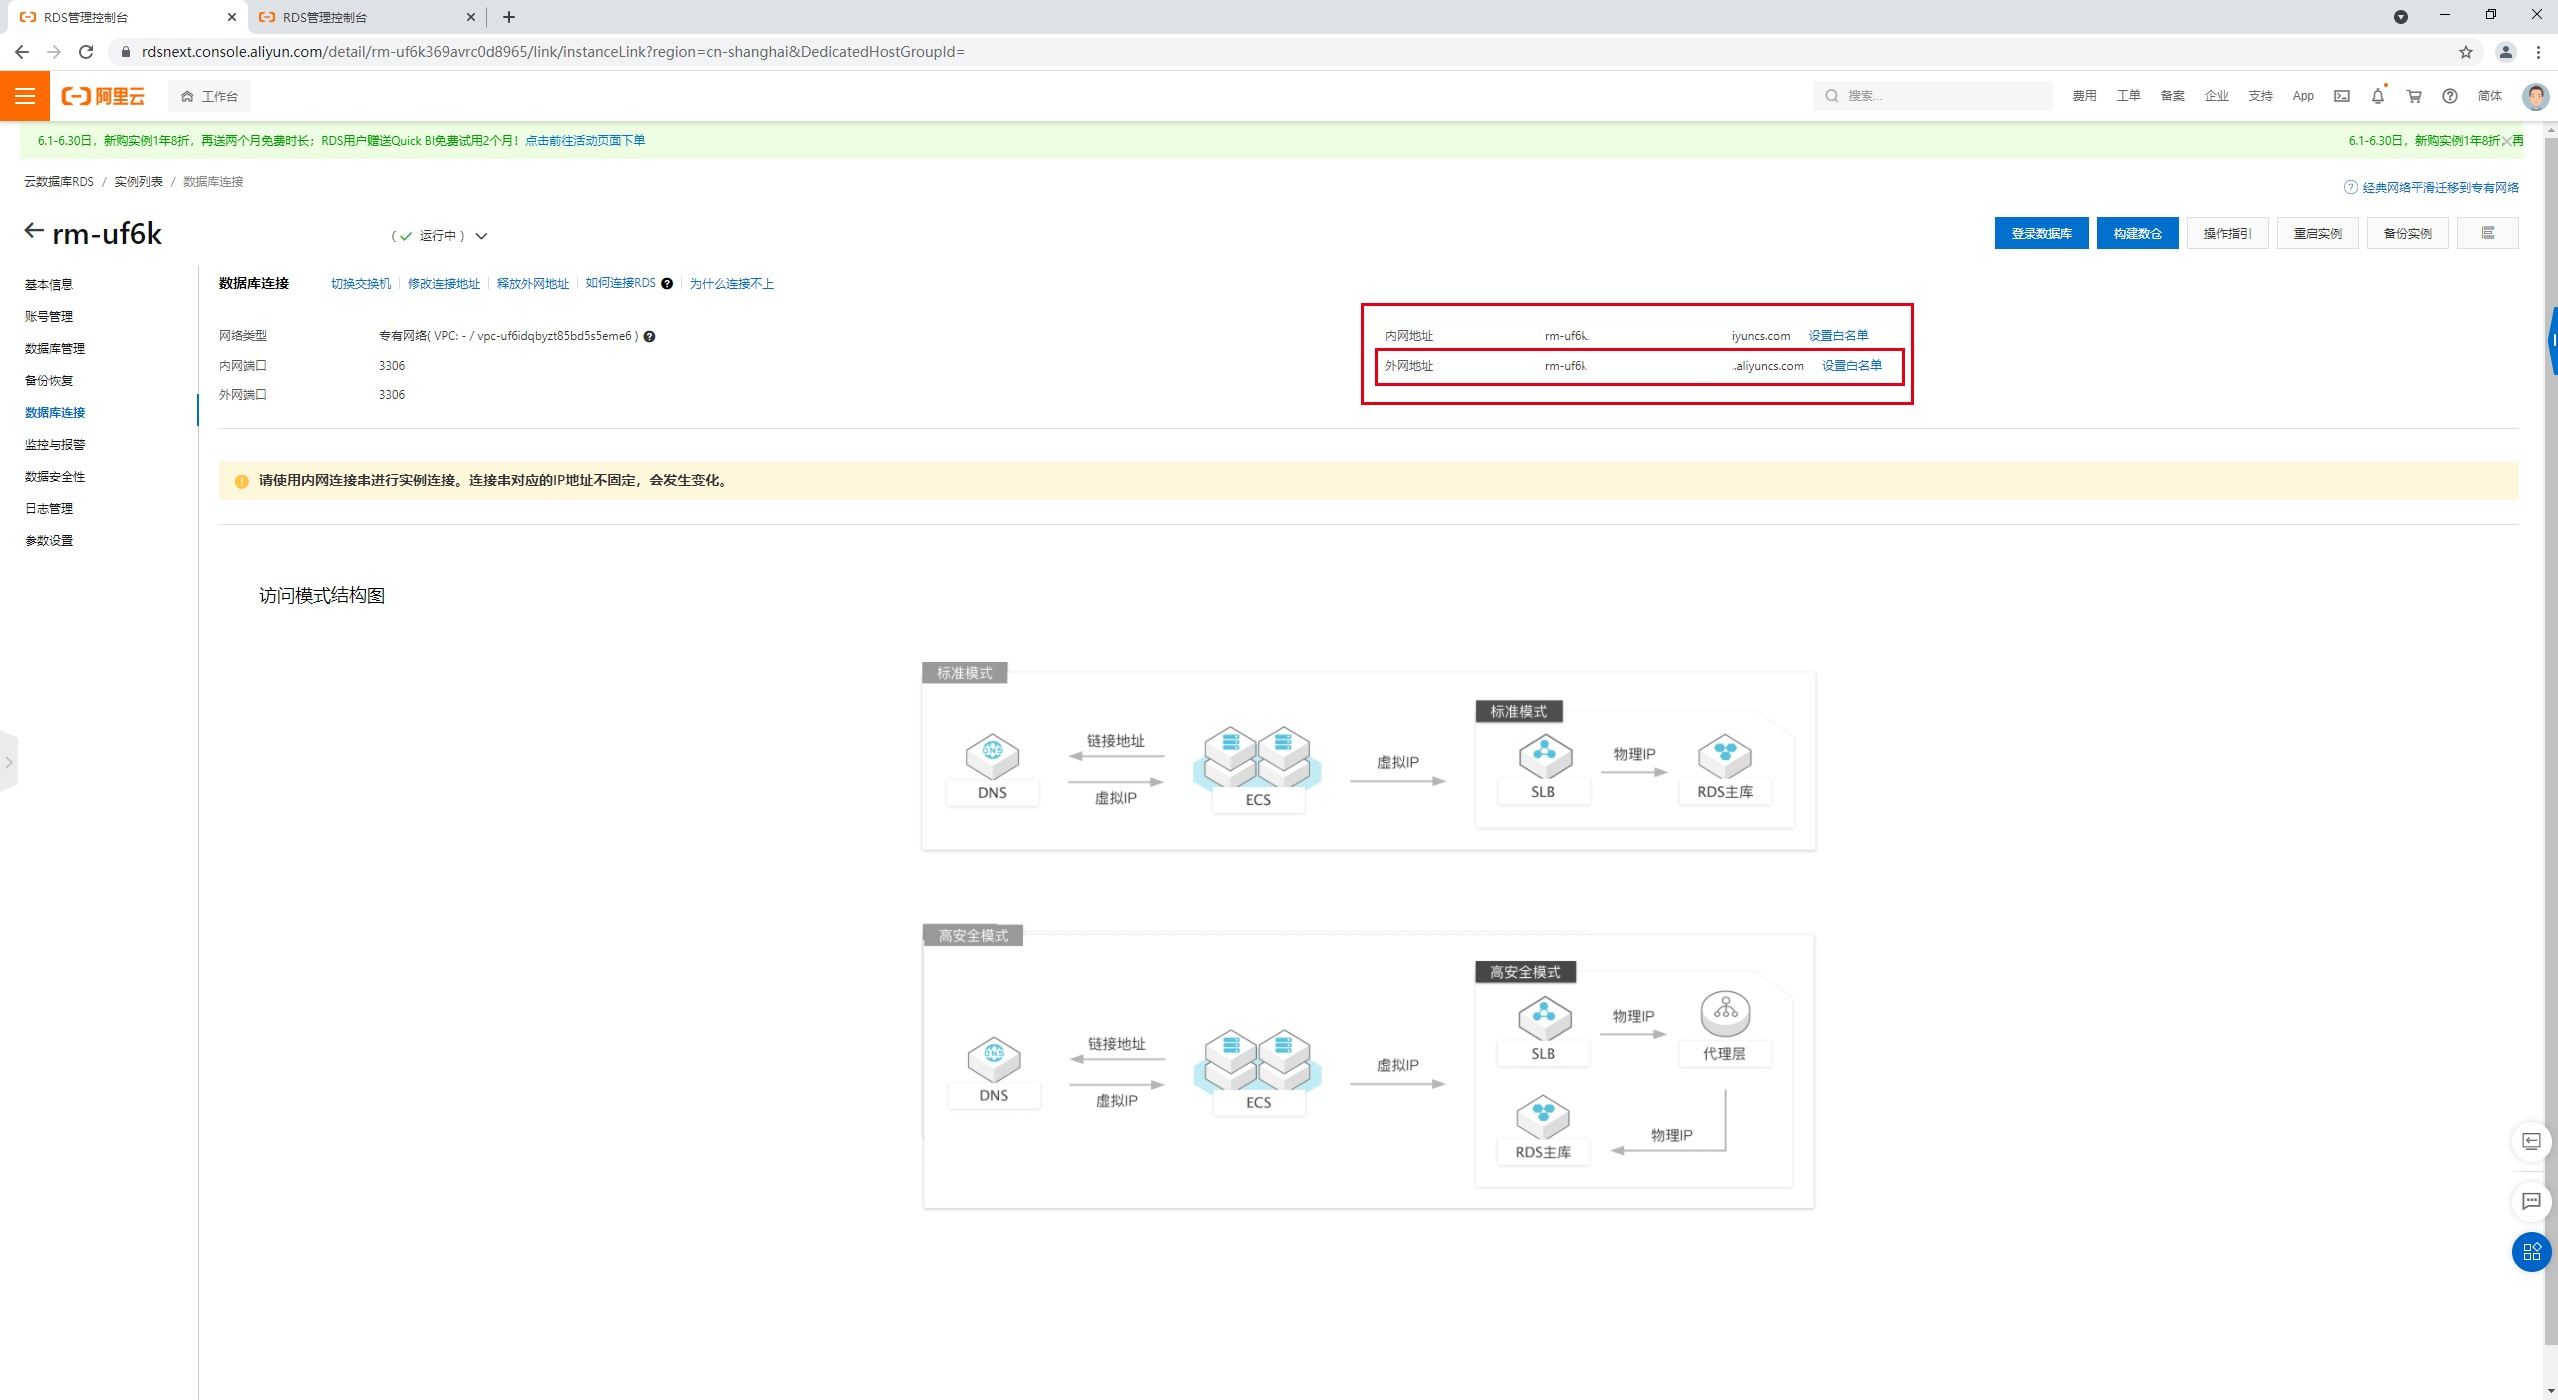 RDS管理控制台
RDS管理控制台
rdsnext.console.aliyun.com/detail/rm-uf6k369avrc0d8965/link/instanceLink?region=cn-shanghai&DedicatedHostGroupId=
阿里云
工作台
搜索...
费用
工单
备案
企业
支持
App
简体
6.1-6.30日，新购实例1年8折，再送两个月免费时长；RDS用户赠送Quick BI免费试用2个月！点击前往活动页面下单
6.1-6.30日，新购实例1年8折，再
云数据库RDS / 实例列表 / 数据库连接
经典网络平滑迁移到专有网络
rm-uf6k
( 运行中 )
登录数据库
构建数仓
操作指引
重启实例
备份实例
基本信息
账号管理
数据库管理
备份恢复
数据库连接
监控与报警
数据安全性
日志管理
参数设置
数据库连接
切换交换机
修改连接地址
释放外网地址
如何连接RDS
为什么连接不上
网络类型 专有网络( VPC: - / vpc-uf6idqbyzt85bd5s5eme6 )
内网地址 rm-uf6k. iyuncs.com 设置白名单
内网端口 3306
外网地址 rm-uf6k .aliyuncs.com 设置白名单
外网端口 3306
请使用内网连接串进行实例连接。连接串对应的IP地址不固定，会发生变化。
访问模式结构图
标准模式
标准模式
DNS
链接地址
虚拟IP
ECS
虚拟IP
SLB
物理IP
RDS主库
高安全模式
高安全模式
DNS
链接地址
虚拟IP
ECS
虚拟IP
SLB
物理IP
代理层
RDS主库
物理IP